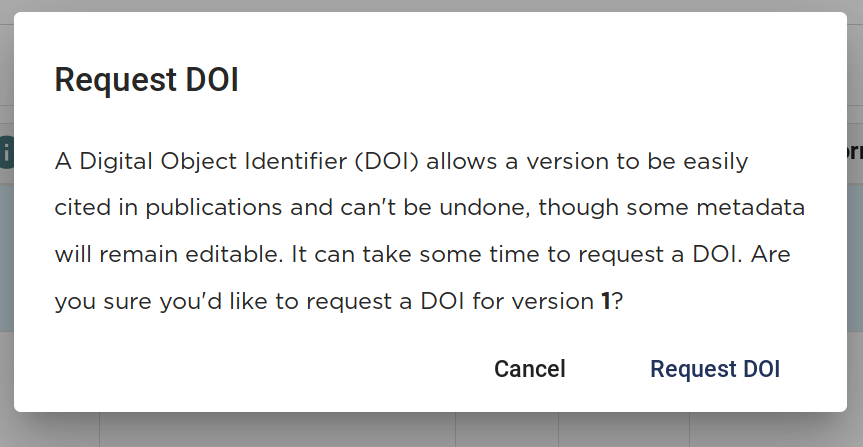 Request DOI
A Digital Object Identifier (DOI) allows a version to be easily
cited in publications and can't be undone, though some metadata
will remain editable. It can take some time to request a DOI. Are
you sure you'd like to request a DOI for version 1?
Cancel Request DOI